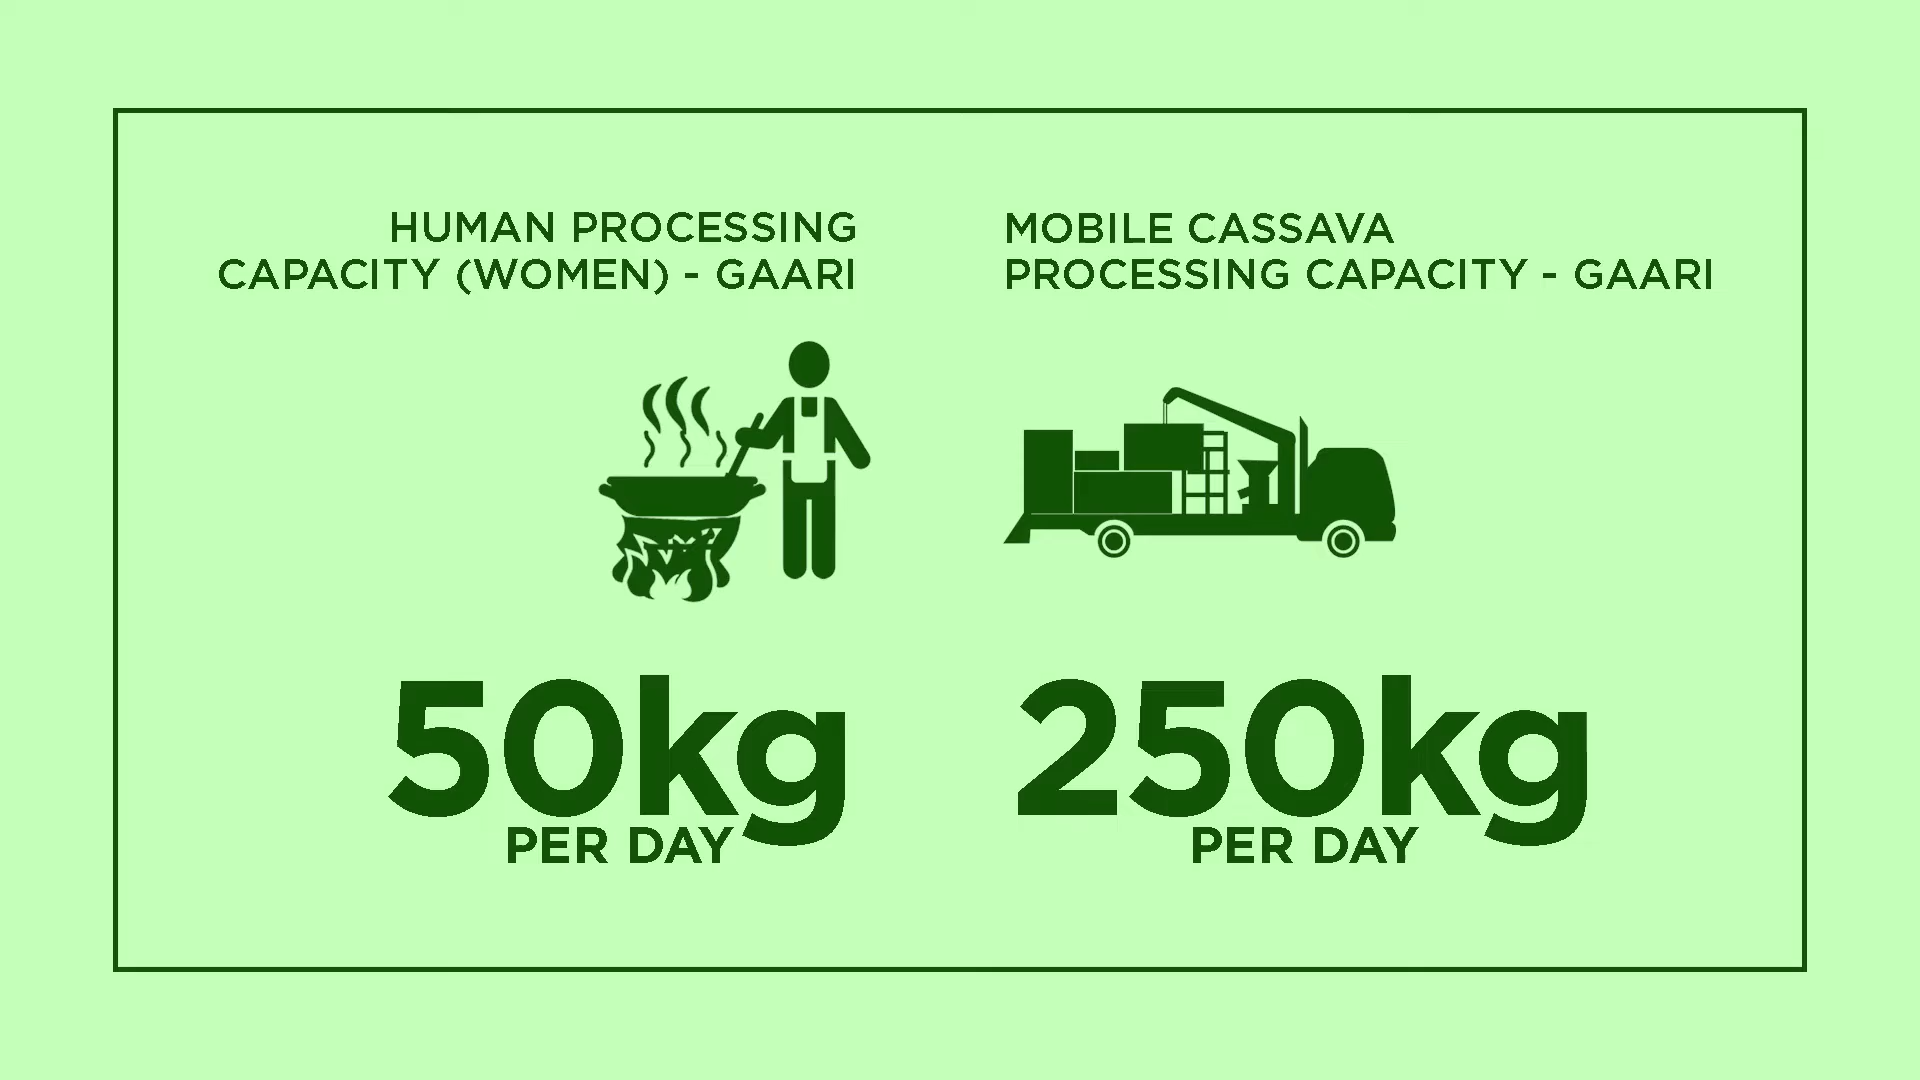 HUMAN PROCESSING
CAPACITY (WOMEN) - GAARI
50kg
PER DAY
MOBILE CASSAVA
PROCESSING CAPACITY - GAARI
250kg
PER DAY